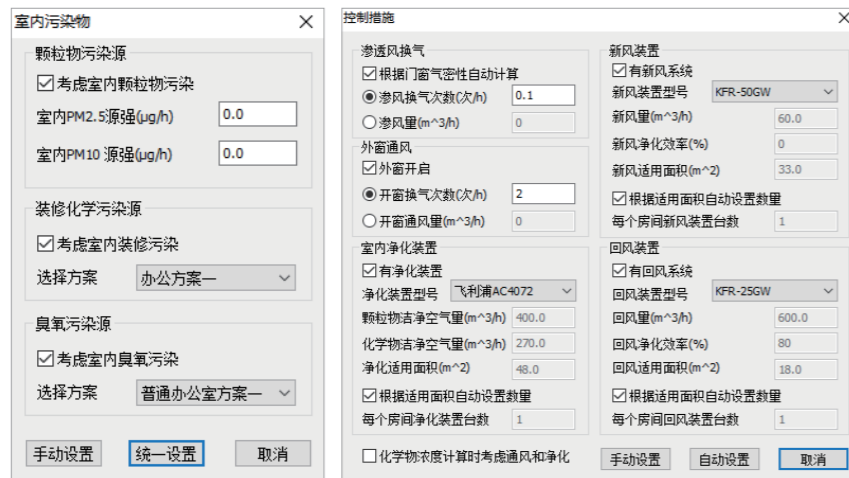 室内污染物
颗粒物污染源
考虑室内颗粒物污染
室内PM2.5源强(μg/h) 0.0
室内PM10 源强(μg/h) 0.0
装修化学污染源
考虑室内装修污染
选择方案 办公方案一
臭氧污染源
考虑室内臭氧污染
选择方案 普通办公室方案一
手动设置 统一设置 取消
控制措施
渗透风换气
根据门窗气密性自动计算
渗风换气次数(次/h) 0.1
渗风量(m^3/h) 0
外窗通风
外窗开启
开窗换气次数(次/h) 2
开窗通风量(m^3/h) 0
室内净化装置
有净化装置
净化装置型号 飞利浦AC4072
颗粒物洁净空气量(m^3/h) 400.0
化学物洁净空气量(m^3/h) 270.0
净化适用面积(m^2) 48.0
根据适用面积自动设置数量
每个房间净化装置台数 1
化学物浓度计算时考虑通风和净化
新风装置
有新风系统
新风装置型号 KFR-50GW
新风量(m^3/h) 60.0
新风净化效率(%) 0
新风适用面积(m^2) 33.0
根据适用面积自动设置数量
每个房间新风装置台数 1
回风装置
有回风系统
回风装置型号 KFR-25GW
回风量(m^3/h) 600.0
回风净化效率(%) 80
回风适用面积(m^2) 18.0
根据适用面积自动设置数量
每个房间回风装置台数 1
手动设置 自动设置 取消